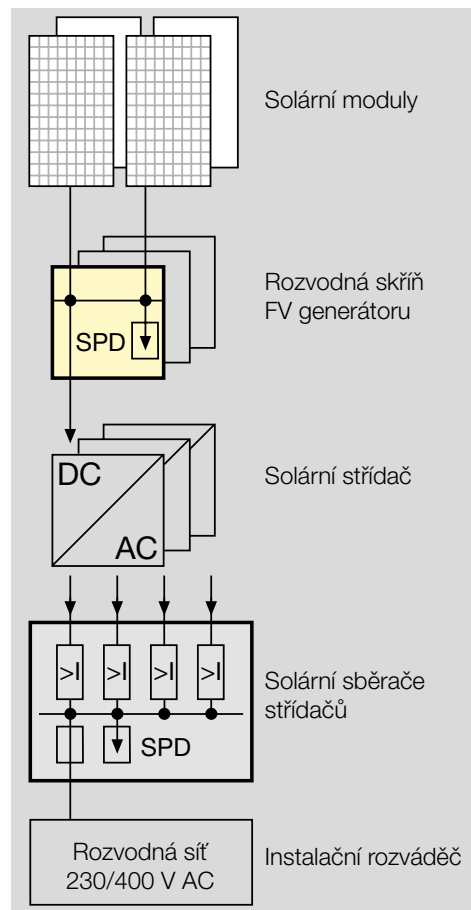 Solární moduly
Rozvodná skříň
FV generátoru
SPD
Solární střídač
DC
AC
>I
>I
>I
>I
Solární sběrače
střídačů
SPD
Rozvodná síť
230/400 V AC
Instalační rozváděč